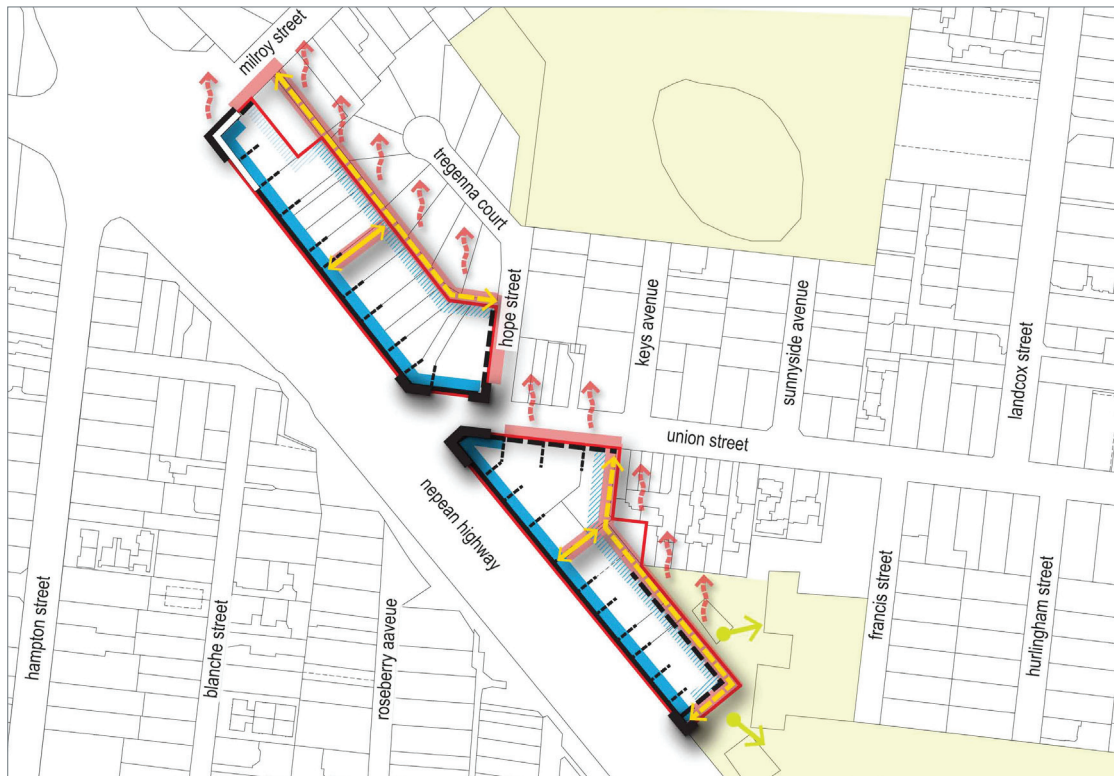 milroy street
tregenna court
hope street
keys avenue
sunnyside avenue
landcox street
union street
nepean highway
hampton street
blanche street
roseberry aaveue
francis street
hurlingham street